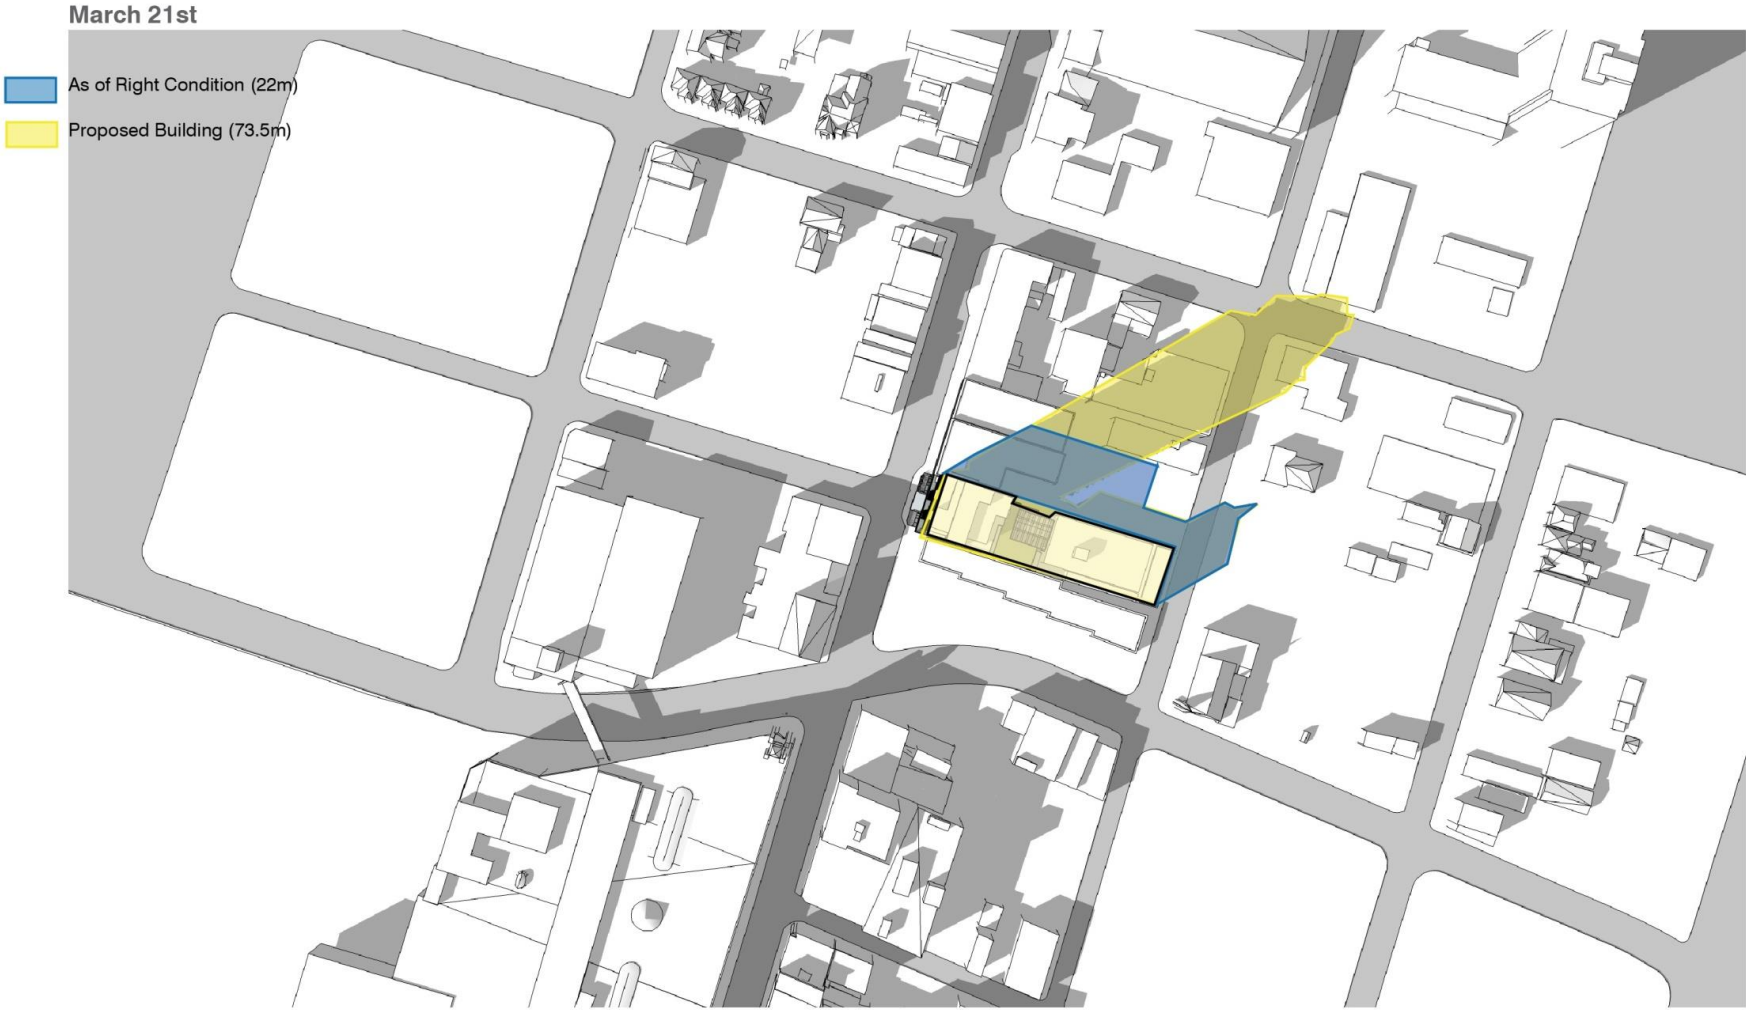 March 21st
As of Right Condition (22m)
Proposed Building (73.5m)